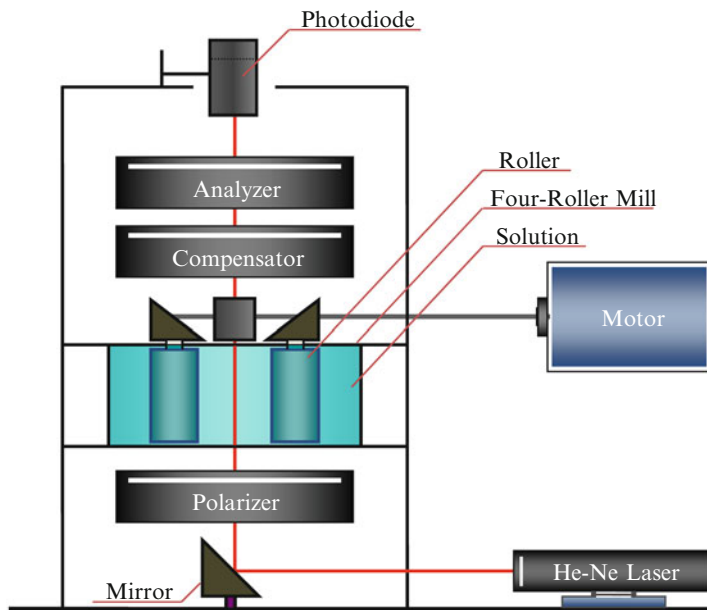 Photodiode
Roller
Analyzer
Four-Roller Mill
Solution
Compensator
Motor
Polarizer
He-Ne Laser
Mirror